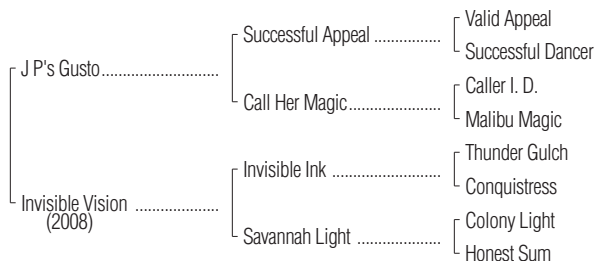 Valid Appeal
Successful Appeal ................
Successful Dancer
J P's Gusto............................
Caller I. D.
Call Her Magic......................
Malibu Magic
Thunder Gulch
Invisible Ink ..........................
Conquistress
Invisible Vision ....................
(2008)
Colony Light
Savannah Light ....................
Honest Sum